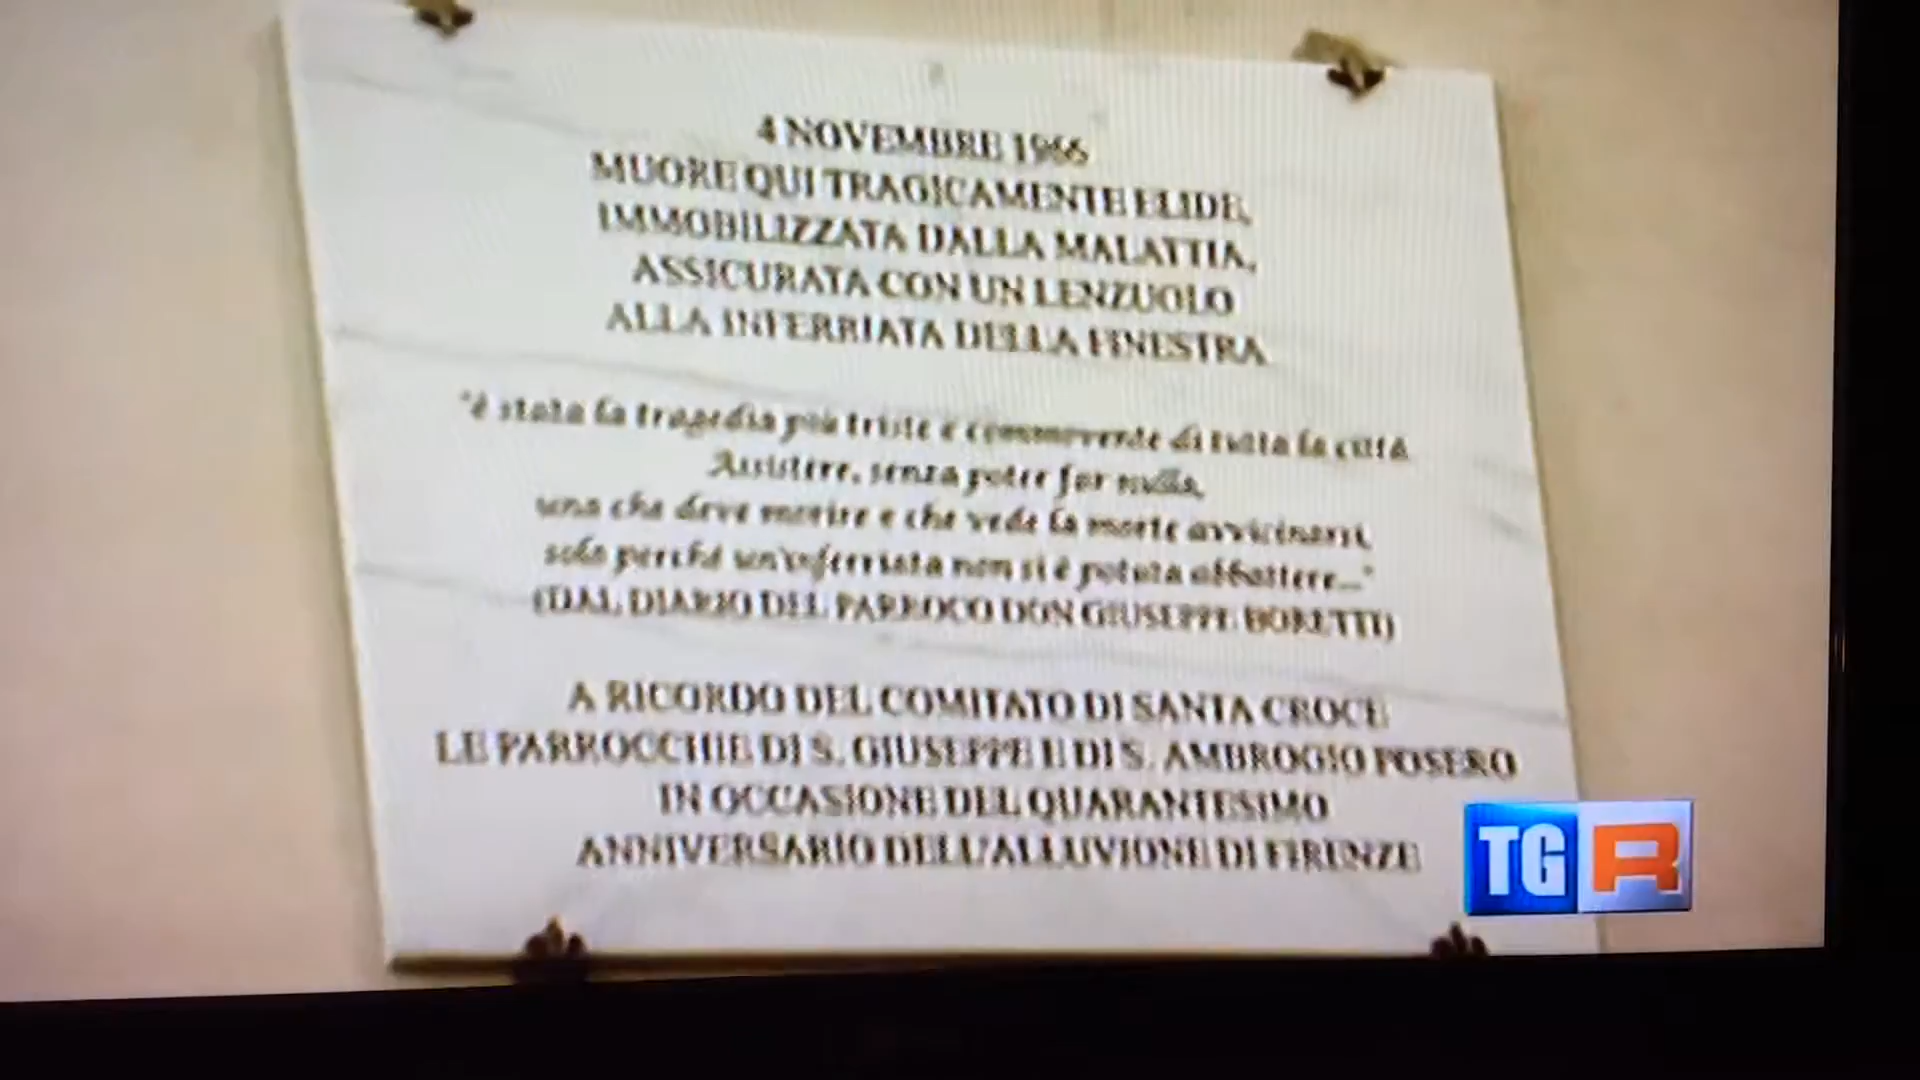 4 NOVEMBRE 1966
MUORE QUI TRAGICAMENTE ELIDE,
IMMOBILIZZATA DALLA MALATTIA,
ASSICURATA CON UN LENZUOLO
ALLA INFERRIATA DELLA FINESTRA
"è stata la tragedia più triste e commovente di tutta la città
Assistere, senza poter far nulla,
una che deve morire e che vede la morte avvicinarsi,
solo perché un'inferriata non si è potuta abbattere..."
(DAL DIARIO DEL PARROCO DON GIUSEPPE BORETTI)
A RICORDO DEL COMITATO DI SANTA CROCE
LE PARROCCHIE DI S. GIUSEPPE E DI S. AMBROGIO POSERO
IN OCCASIONE DEL QUARANTESIMO
ANNIVERSARIO DELL'ALLUVIONE DI FIRENZE
TGR